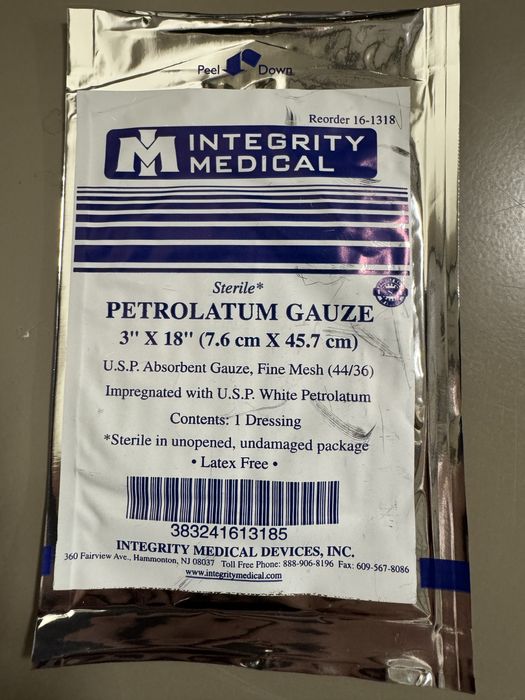 Peel Down
Reorder 16-1318
IM INTEGRITY
MEDICAL
Sterile*
PETROLATUM GAUZE
3" X 18" (7.6 cm X 45.7 cm)
U.S.P. Absorbent Gauze, Fine Mesh (44/36)
Impregnated with U.S.P. White Petrolatum
Contents: 1 Dressing
*Sterile in unopened, undamaged package
• Latex Free •
383241613185
INTEGRITY MEDICAL DEVICES, INC.
360 Fairview Ave., Hammonton, NJ 08037 Toll Free Phone: 888-906-8196 Fax: 609-567-8086
www.integritymedical.com